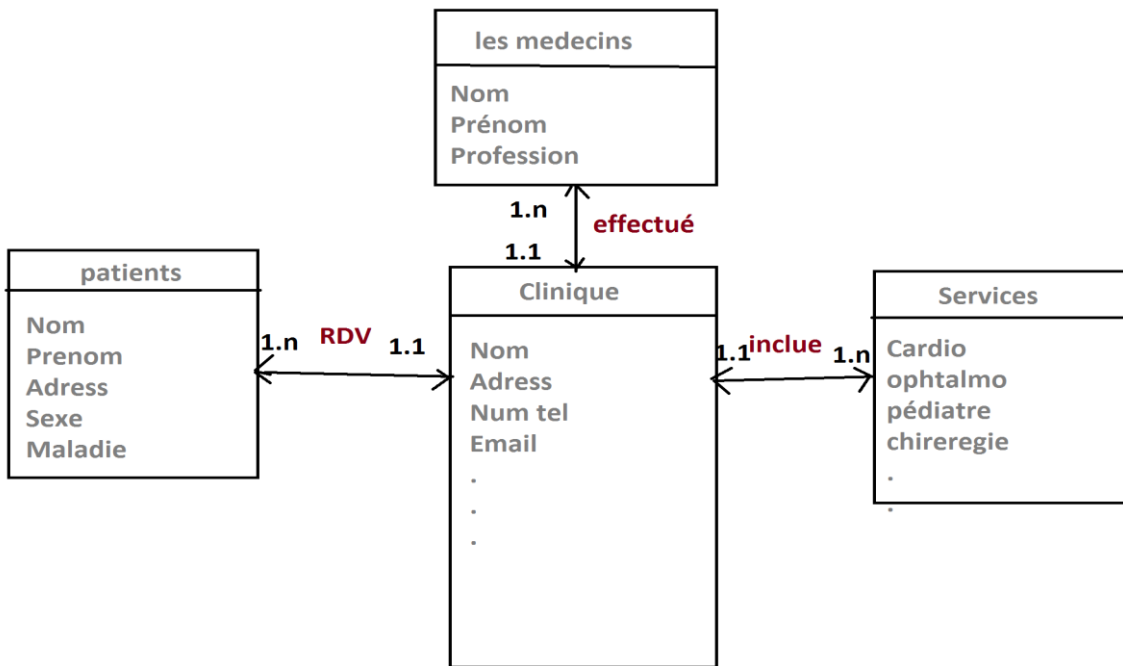 les medecins
Nom
Prénom
Profession
1.n
effectué
1.1
patients
Nom
Prenom
Adress
Sexe
Maladie
1.n
RDV
1.1
Clinique
Nom
Adress
Num tel
Email
.
.
.
1.1
inclue
1.n
Services
Cardio
ophtalmo
pédiatre
chireregie
.
.